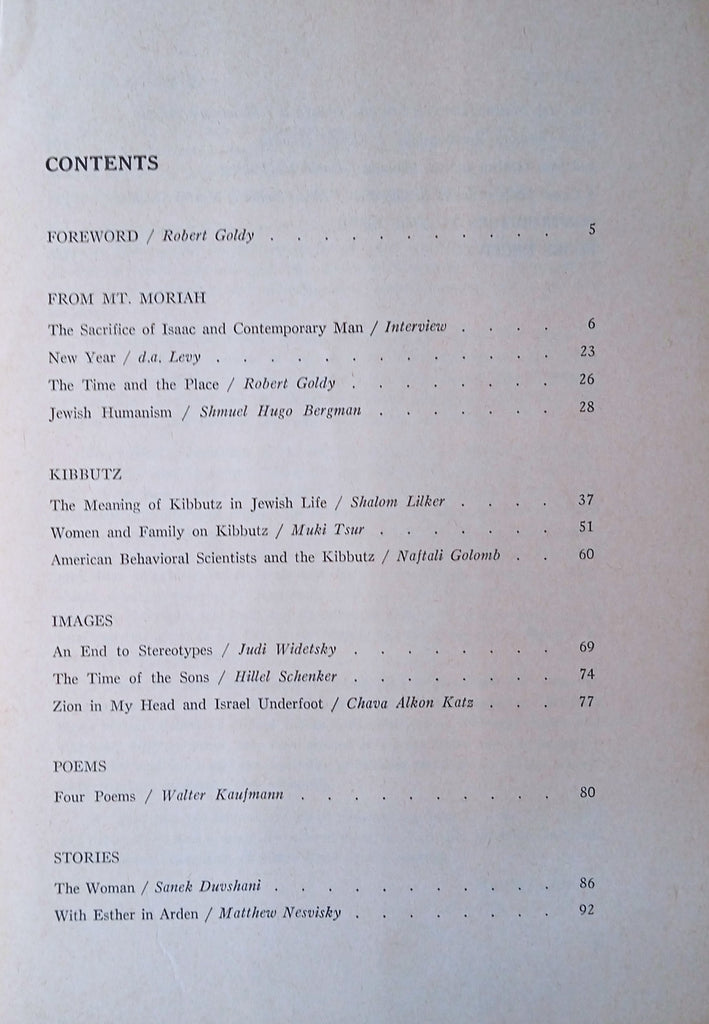 CONTENTS
FOREWORD / Robert Goldy . . . . . . . . . . . 5
FROM MT. MORIAH
The Sacrifice of Isaac and Contemporary Man / Interview . . . . 6
New Year / d.a. Levy . . . . . . . . . . . . . 23
The Time and the Place / Robert Goldy . . . . . . . . 26
Jewish Humanism / Shmuel Hugo Bergman . . . . . . . 28
KIBBUTZ
The Meaning of Kibbutz in Jewish Life / Shalom Lilker . . . . 37
Women and Family on Kibbutz / Muki Tsur . . . . . . . 51
American Behavioral Scientists and the Kibbutz / Naftali Golomb . . 60
IMAGES
An End to Stereotypes / Judi Widetsky . . . . . . . . 69
The Time of the Sons / Hillel Schenker . . . . . . . . 74
Zion in My Head and Israel Underfoot / Chava Alkon Katz . . . 77
POEMS
Four Poems / Walter Kaufmann . . . . . . . . . . 80
STORIES
The Woman / Sanek Duvshani . . . . . . . . . . . 86
With Esther in Arden / Matthew Nesvisky . . . . . . . . 92